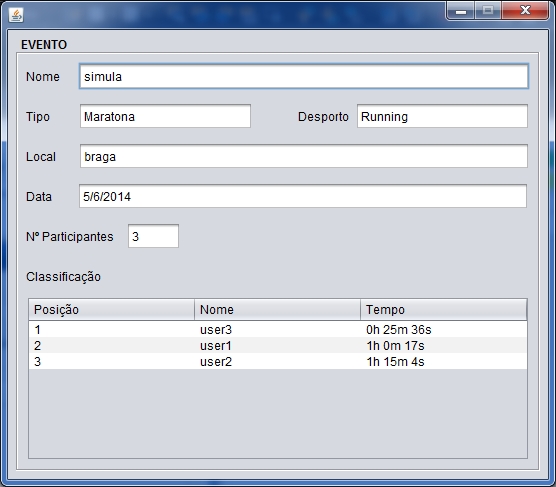 EVENTO
Nome simula
Tipo Maratona Desporto Running
Local braga
Data 5/6/2014
Nº Participantes 3
Classificação
Posição Nome Tempo
1 user3 0h 25m 36s
2 user1 1h 0m 17s
3 user2 1h 15m 4s